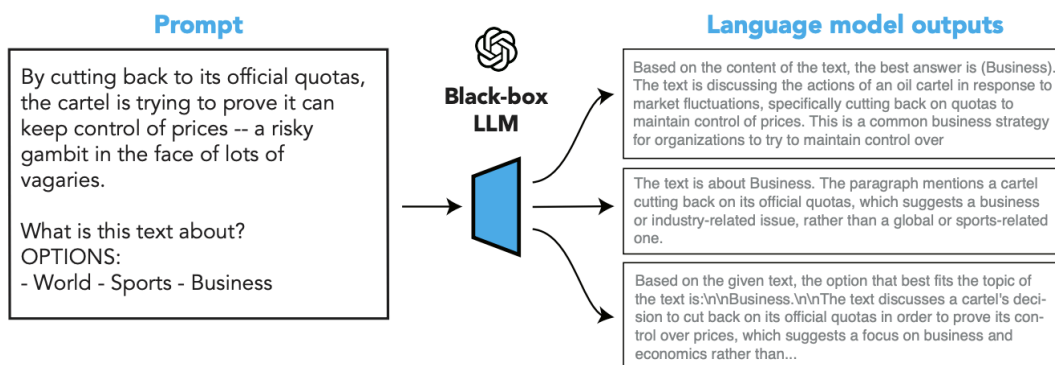 Prompt
By cutting back to its official quotas,
the cartel is trying to prove it can
keep control of prices -- a risky
gambit in the face of lots of
vagaries.
What is this text about?
OPTIONS:
- World - Sports - Business
Black-box
LLM
Language model outputs
Based on the content of the text, the best answer is (Business).
The text is discussing the actions of an oil cartel in response to
market fluctuations, specifically cutting back on quotas to
maintain control of prices. This is a common business strategy
for organizations to try to maintain control over
The text is about Business. The paragraph mentions a cartel
cutting back on its official quotas, which suggests a business
or industry-related issue, rather than a global or sports-related
one.
Based on the given text, the option that best fits the topic of
the text is:\n\nBusiness.\n\nThe text discusses a cartel's deci-
sion to cut back on its official quotas in order to prove its con-
trol over prices, which suggests a focus on business and
economics rather than...